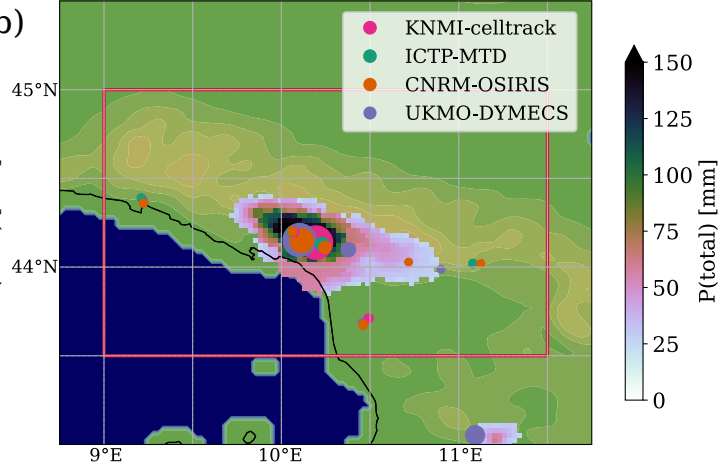 b)
KNMI-celltrack
ICTP-MTD
CNRM-OSIRIS
UKMO-DYMECS
45°N
44°N
9°E
10°E
11°E
150
125
100
75
50
25
0
P(total) [mm]